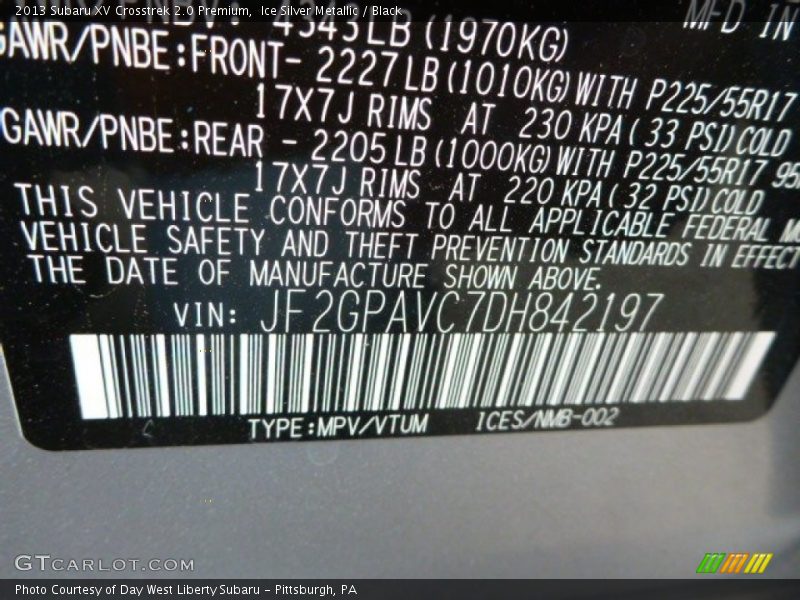 2013 Subaru XV Crosstrek 2.0 Premium, Ice Silver Metallic / Black
4343LB (1970KG)
MFD IN
GAWR/PNBE:FRONT- 2227LB(1010KG)WITH P225/55R17
17X7J RIMS AT 230 KPA(33 PSI)COLD
GAWR/PNBE:REAR - 2205LB(1000KG)WITH P225/55R17 95
17X7J RIMS AT 220 KPA(32 PSI)COLD
THIS VEHICLE CONFORMS TO ALL APPLICABLE FEDERAL
VEHICLE SAFETY AND THEFT PREVENTION STANDARDS IN EFFECT
THE DATE OF MANUFACTURE SHOWN ABOVE.
VIN: JF2GPAVC7DH842197
TYPE:MPV/VTUM ICES/NMB-002
GTCARLOT.COM
Photo Courtesy of Day West Liberty Subaru - Pittsburgh, PA